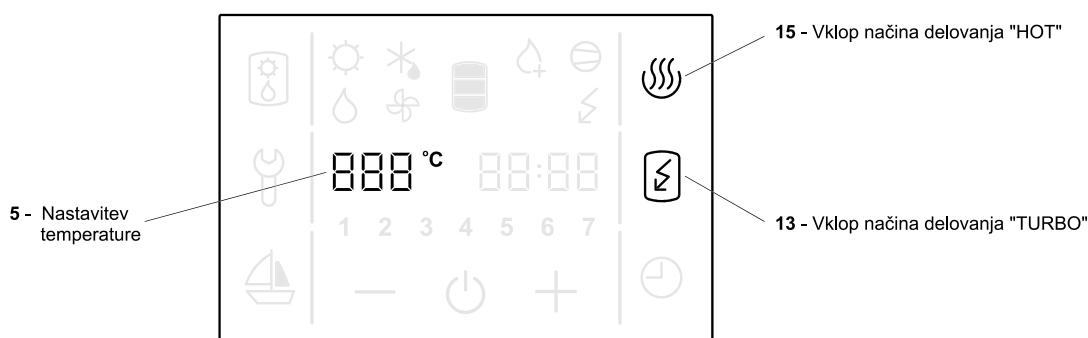 15 - Vklop načina delovanja "HOT"
888 °C 88:88
5 - Nastavitev
temperature
13 - Vklop načina delovanja "TURBO"
1 2 3 4 5 6 7